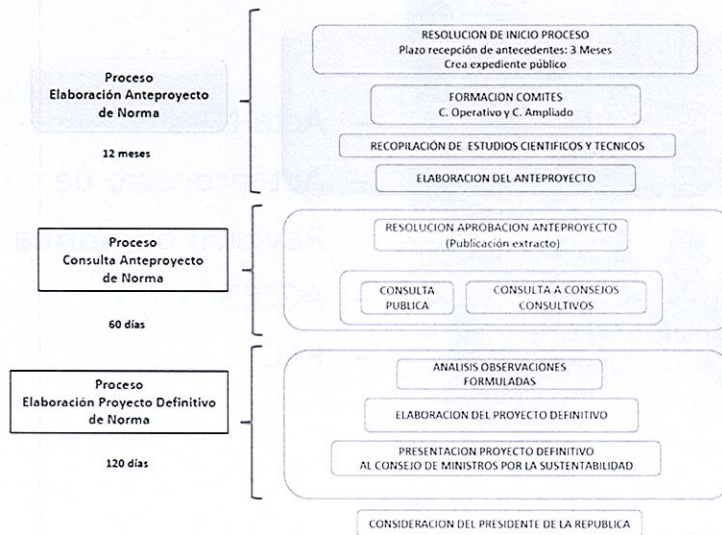 Proceso
Elaboración Anteproyecto
de Norma
12 meses
RESOLUCION DE INICIO PROCESO
Plazo recepción de antecedentes: 3 Meses
Crea expediente público
FORMACION COMITES
C. Operativo y C. Ampliado
RECOPILACIÓN DE ESTUDIOS CIENTIFICOS Y TECNICOS
ELABORACION DEL ANTEPROYECTO
Proceso
Consulta Anteproyecto
de Norma
60 días
RESOLUCION APROBACION ANTEPROYECTO
(Publicación extracto)
CONSULTA
PUBLICA
CONSULTA A CONSEJOS
CONSULTIVOS
Proceso
Elaboración Proyecto Definitivo
de Norma
120 días
ANALISIS OBSERVACIONES
FORMULADAS
ELABORACION DEL PROYECTO DEFINITIVO
PRESENTACION PROYECTO DEFINITIVO
AL CONSEJO DE MINISTROS POR LA SUSTENTABILIDAD
CONSIDERACION DEL PRESIDENTE DE LA REPUBLICA